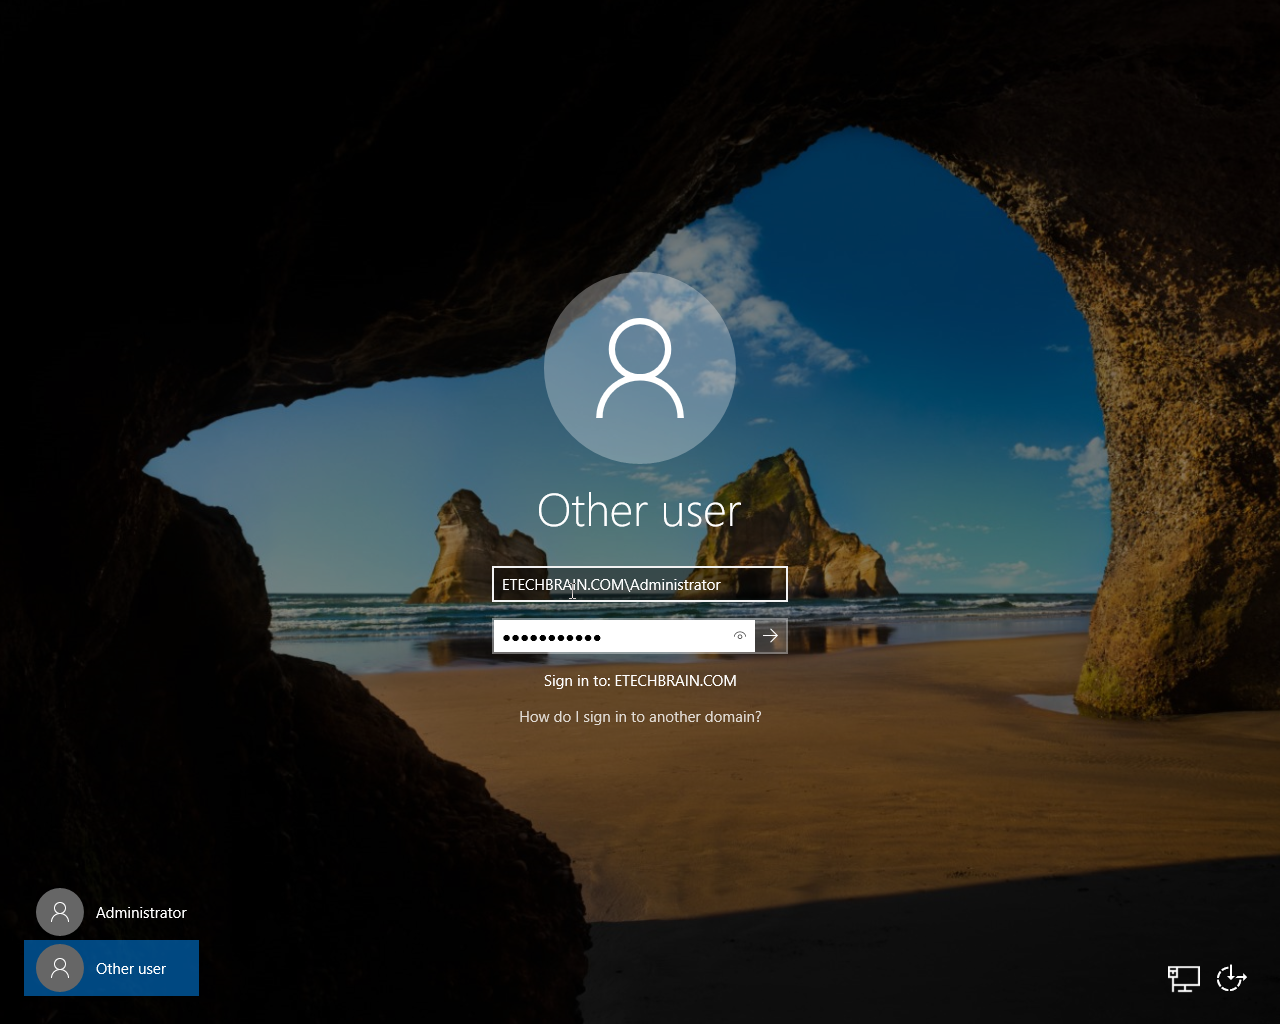 Other user
ETECHBRAIN.COM\Administrator
Sign in to: ETECHBRAIN.COM
How do I sign in to another domain?
Administrator
Other user